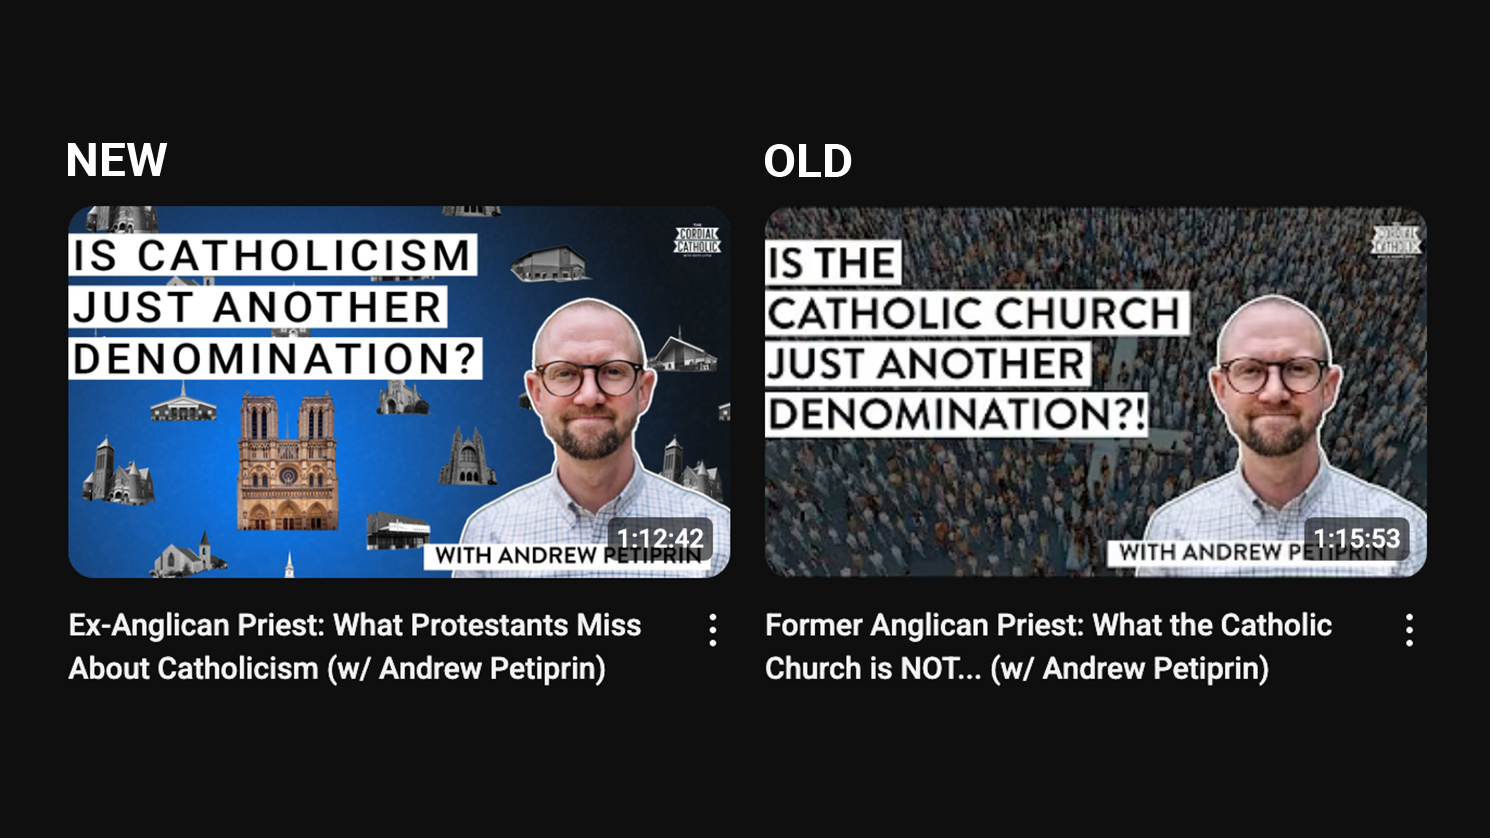 NEW
IS CATHOLICISM
JUST ANOTHER
DENOMINATION?
THE
CORDIAL
CATHOLIC
WITH ANDREW PETIPRIN
1:12:42
Ex-Anglican Priest: What Protestants Miss
About Catholicism (w/ Andrew Petiprin)
OLD
IS THE
CATHOLIC CHURCH
JUST ANOTHER
DENOMINATION?!
CORDIAL
CATHOLIC
WITH ANDREW PETIPRIN
1:15:53
Former Anglican Priest: What the Catholic
Church is NOT... (w/ Andrew Petiprin)